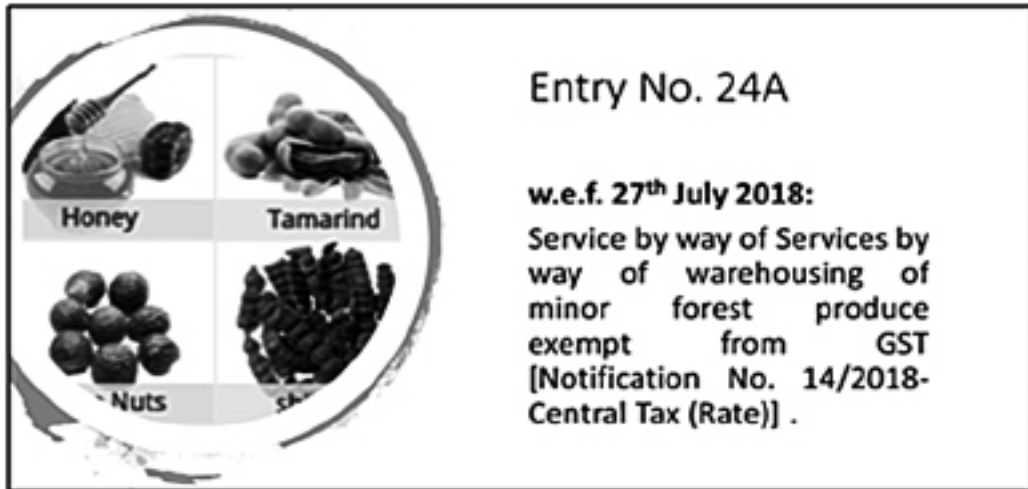 Honey
Tamarind
Nuts
Entry No. 24A
w.e.f. 27th July 2018:
Service by way of Services by
way of warehousing of
minor forest produce
exempt from GST
[Notification No. 14/2018-
Central Tax (Rate)] .